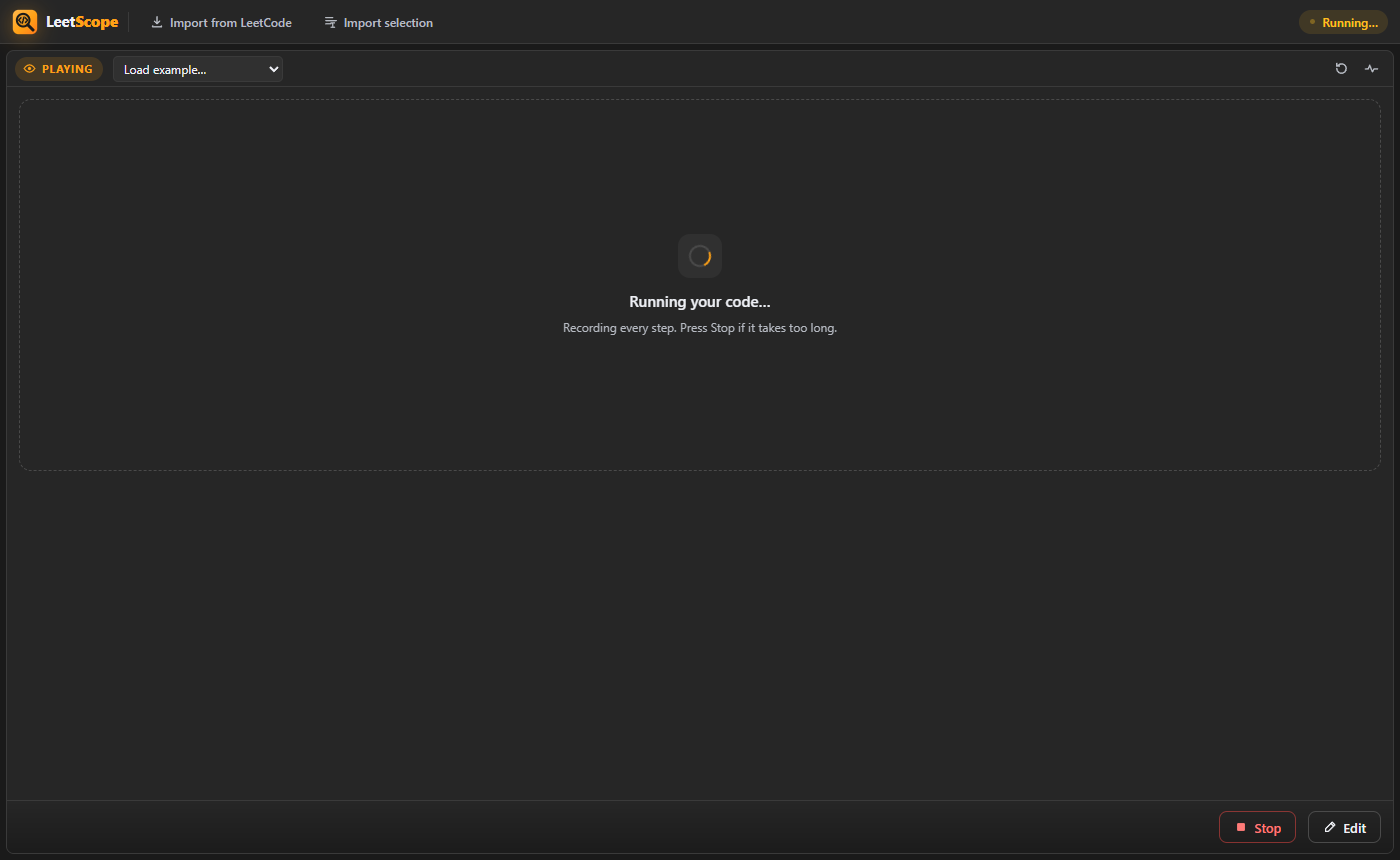 LeetScope
Import from LeetCode
Import selection
Running...
PLAYING
Load example...
Running your code...
Recording every step. Press Stop if it takes too long.
Stop
Edit